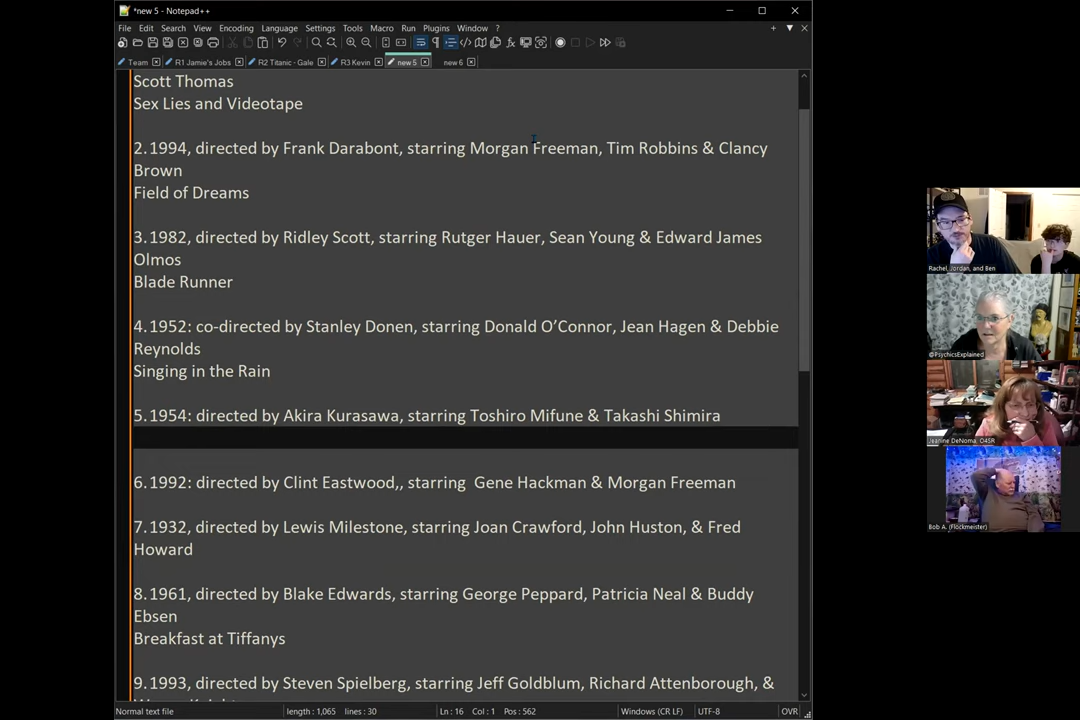 *new 5 - Notepad++
File Edit Search View Encoding Language Settings Tools Macro Run Plugins Window ?
Team R1 Jamie's Jobs R2 Titanic - Gale R3 Kevin new 5 new 6
Scott Thomas
Sex Lies and Videotape
2.1994, directed by Frank Darabont, starring Morgan Freeman, Tim Robbins & Clancy
Brown
Field of Dreams
3.1982, directed by Ridley Scott, starring Rutger Hauer, Sean Young & Edward James
Olmos
Blade Runner
4.1952: co-directed by Stanley Donen, starring Donald O’Connor, Jean Hagen & Debbie
Reynolds
Singing in the Rain
5.1954: directed by Akira Kurasawa, starring Toshiro Mifune & Takashi Shimira
6.1992: directed by Clint Eastwood,, starring  Gene Hackman & Morgan Freeman
7.1932, directed by Lewis Milestone, starring Joan Crawford, John Huston, & Fred
Howard
8.1961, directed by Blake Edwards, starring George Peppard, Patricia Neal & Buddy
Ebsen
Breakfast at Tiffanys
9.1993, directed by Steven Spielberg, starring Jeff Goldblum, Richard Attenborough, &
Normal text file length : 1,065 lines : 30 Ln : 16 Col : 1 Pos : 562 Windows (CR LF) UTF-8 OVR
Rachel, Jordan, and Ben
@PsychicsExplained
Jeanine DeNoma, O4SR
Bob A. (Flockmeister)